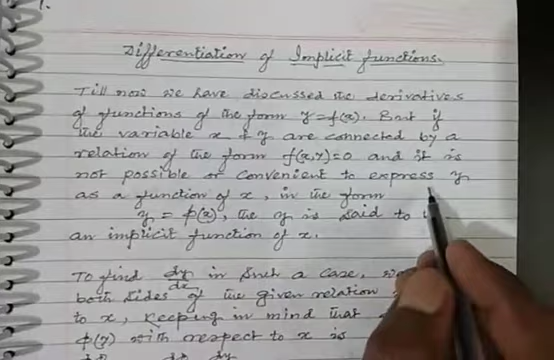 1.
Differentiation of Implicit functions.
Till now we have discussed the derivatives
of functions of the form y=f(x). But if
the variable x & y are connected by a
relation of the form f(x,y)=0 and it is
not possible or convenient to express y
as a function of x, in the form
y = φ(x), the y is said to
an implicit function of x.
To find dy/dx in such a case,
both sides of the given relation
to x, keeping in mind that
φ(y) with respect to x is